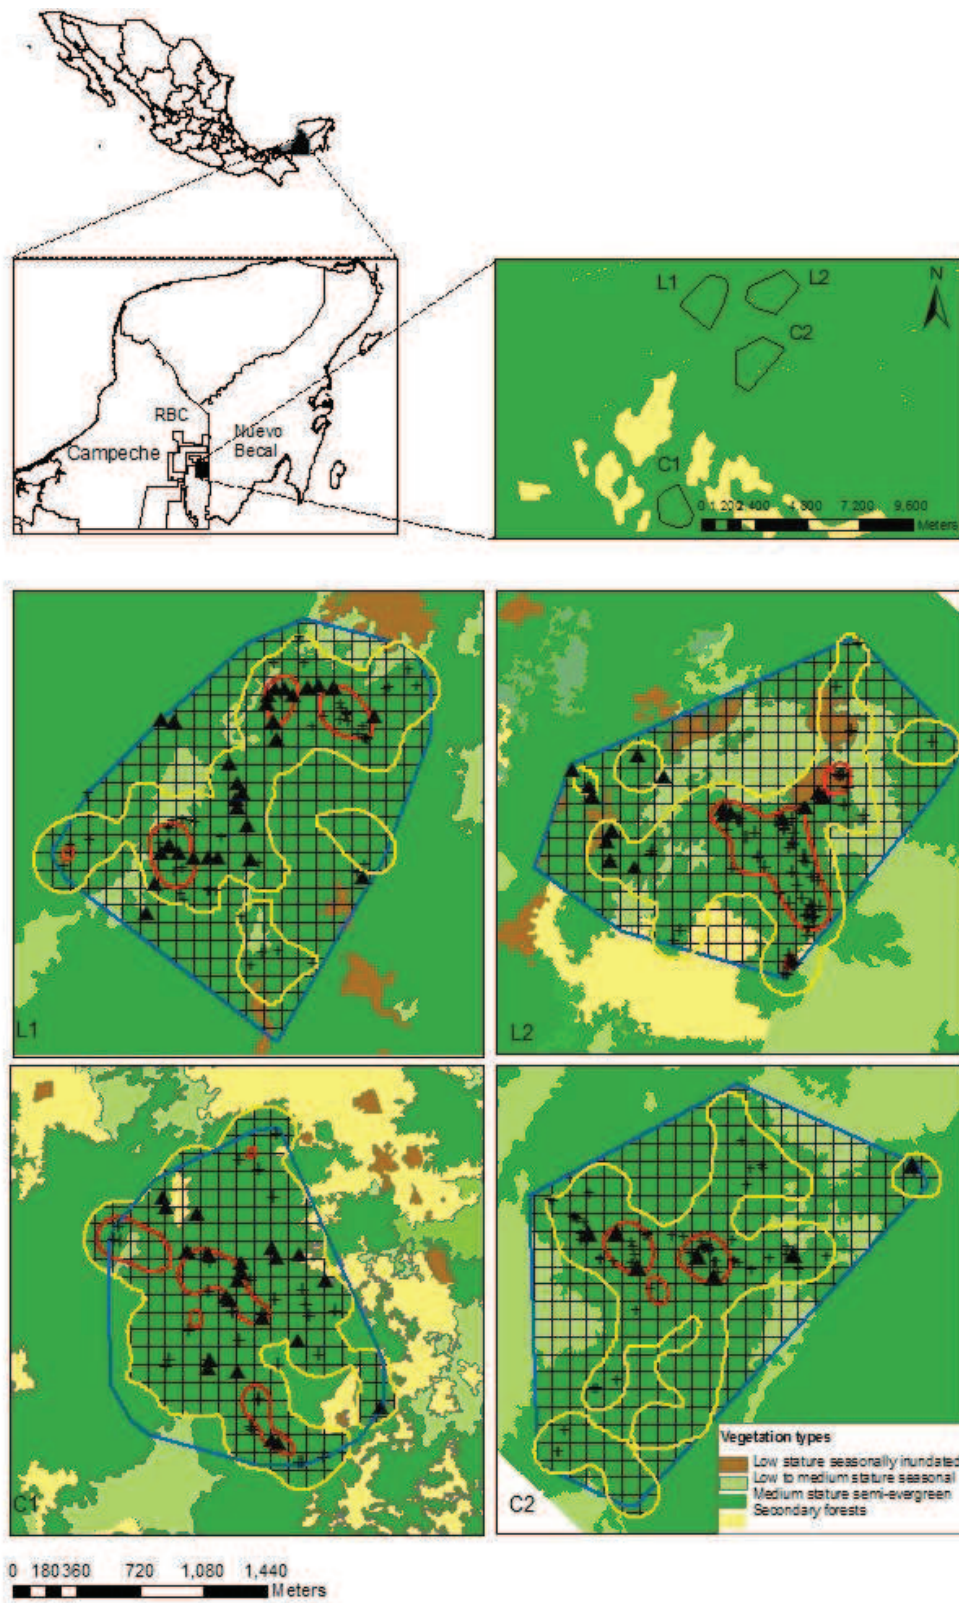 RBC
Campeche
Nuevo
Becal
L1
L2
N
C2
C1
0 1,200 2,400 4,800 7,200 9,600
Meters
L1
L2
C1
C2
Vegetation types
Low stature seasonally inundated
Low to medium stature seasonal
Medium stature semi-evergreen
Secondary forests
0 180 360 720 1,080 1,440
Meters